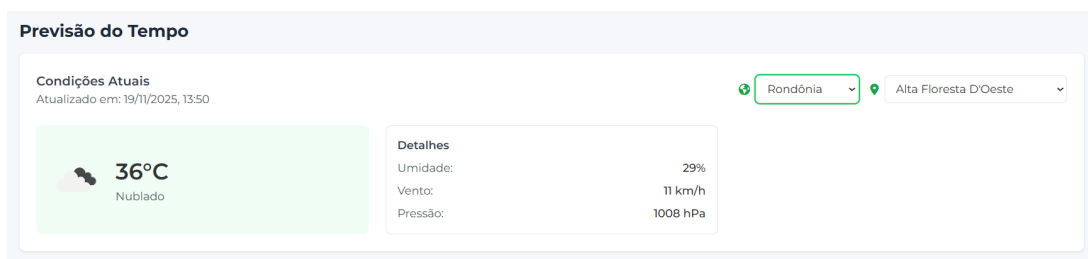 Previsão do Tempo
Condições Atuais
Atualizado em: 19/11/2025, 13:50
Rondônia
Alta Floresta D'Oeste
36°C
Nublado
Detalhes
Umidade: 29%
Vento: 11 km/h
Pressão: 1008 hPa